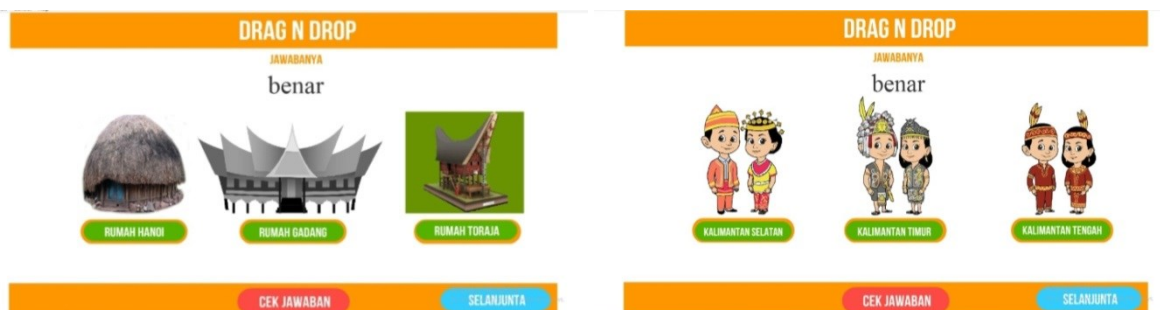 DRAG N DROP
JAWABANYA
benar
RUMAH HANOI
RUMAH GADANG
RUMAH TORAJA
CEK JAWABAN
SELANJUNTA
DRAG N DROP
JAWABANYA
benar
KALIMANTAN SELATAN
KALIMANTAN TIMUR
KALIMANTAN TENGAH
CEK JAWABAN
SELANJUNTA